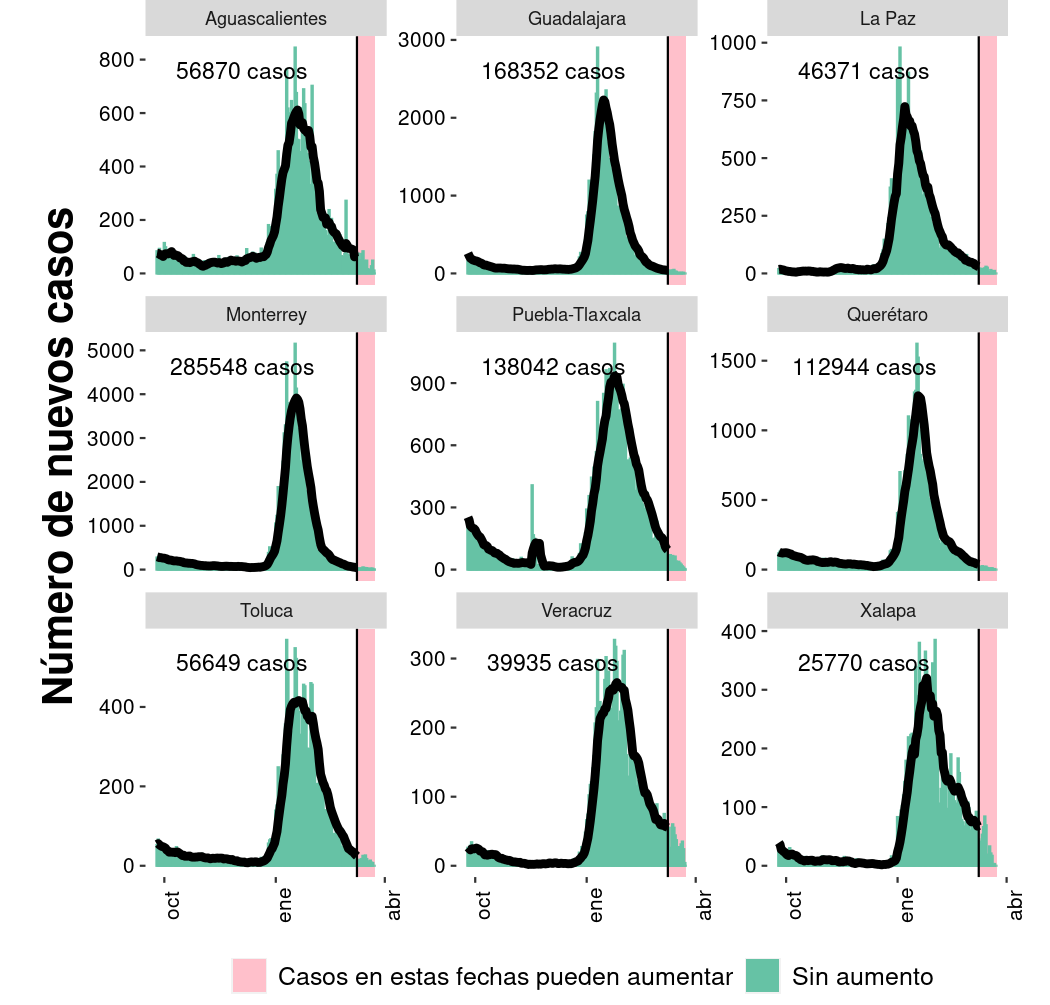 Número de nuevos casos
Aguascalientes
800
600
400
200
0
56870 casos
Guadalajara
3000
2000
1000
0
168352 casos
La Paz
1000
750
500
250
0
46371 casos
Monterrey
5000
4000
3000
2000
1000
0
285548 casos
Puebla-Tlaxcala
900
600
300
0
138042 casos
Querétaro
1500
1000
500
0
112944 casos
Toluca
400
200
0
56649 casos
oct
ene
abr
Veracruz
300
200
100
0
39935 casos
oct
ene
abr
Xalapa
400
300
200
100
0
25770 casos
oct
ene
abr
Casos en estas fechas pueden aumentar
Sin aumento